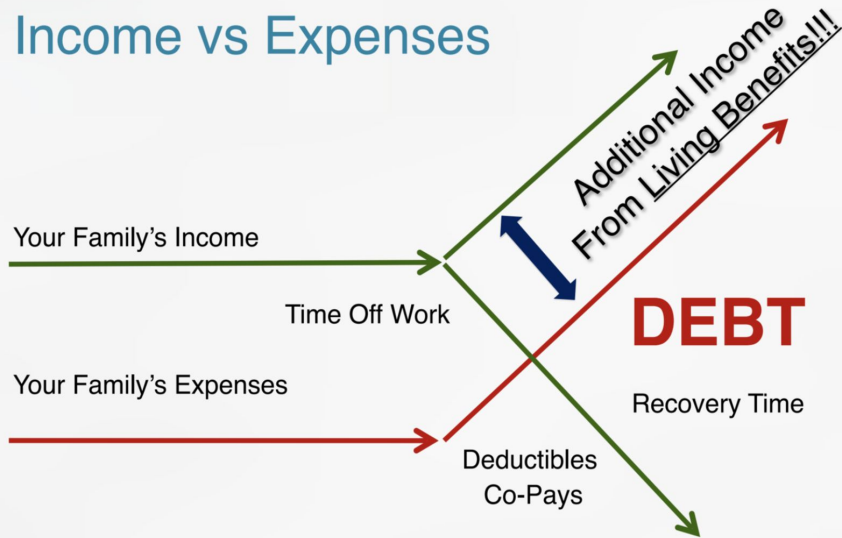 Income vs Expenses
Additional Income
From Living Benefits!!!
Your Family's Income
Time Off Work
DEBT
Your Family's Expenses
Recovery Time
Deductibles
Co-Pays